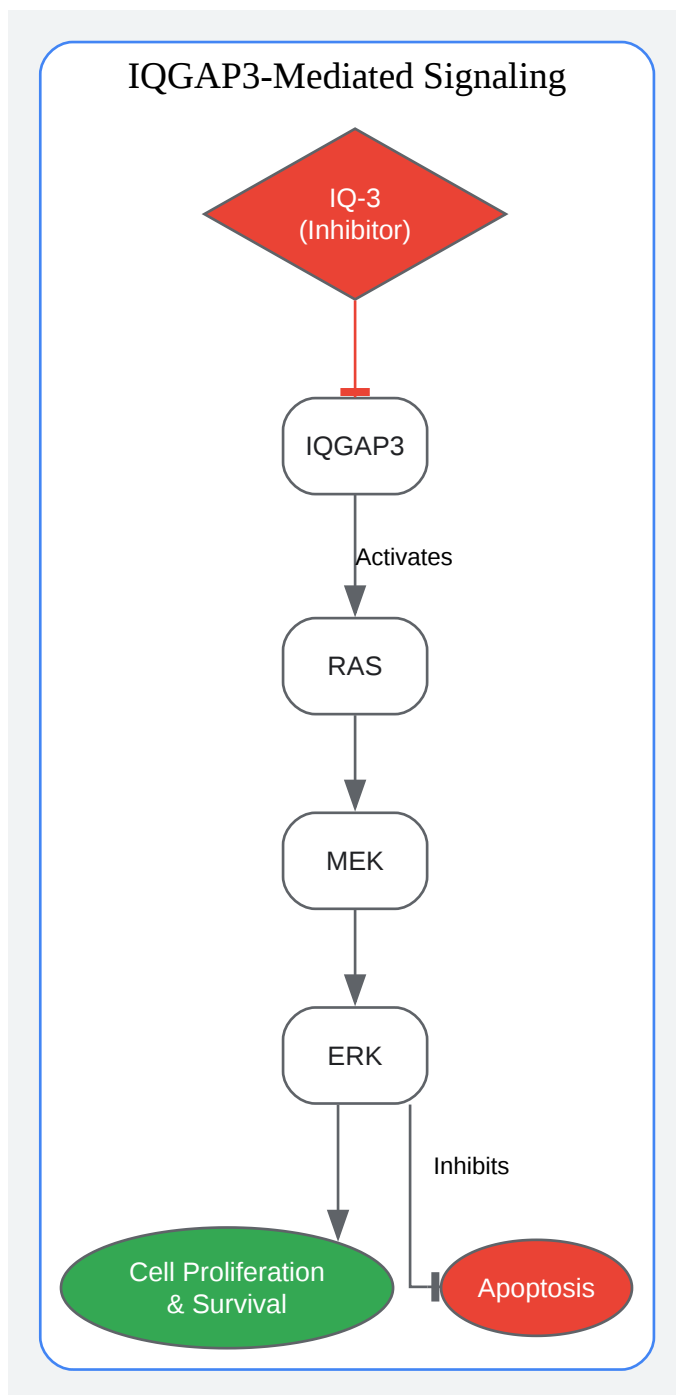 IQGAP3-Mediated Signaling
IQ-3
(Inhibitor)
IQGAP3
Activates
RAS
MEK
ERK
Inhibits
Cell Proliferation
& Survival
Apoptosis